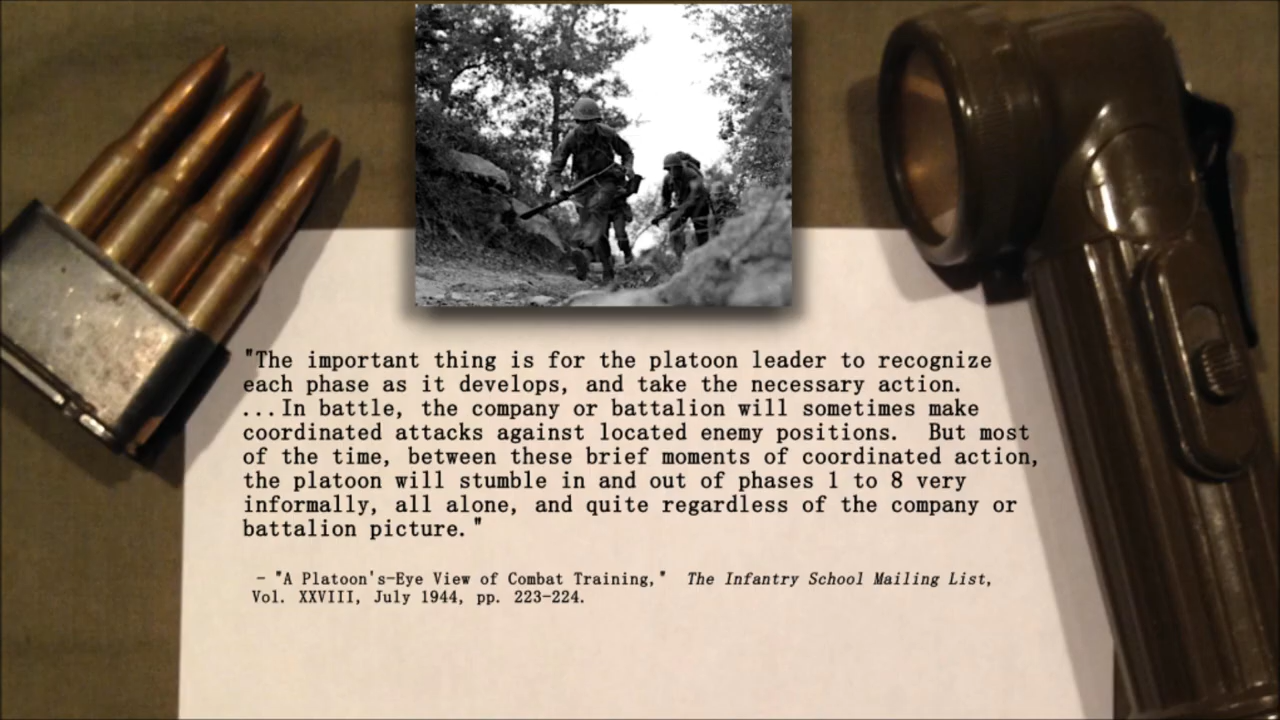 "The important thing is for the platoon leader to recognize
each phase as it develops, and take the necessary action.
...In battle, the company or battalion will sometimes make
coordinated attacks against located enemy positions.  But most
of the time, between these brief moments of coordinated action,
the platoon will stumble in and out of phases 1 to 8 very
informally, all alone, and quite regardless of the company or
battalion picture."
- "A Platoon's-Eye View of Combat Training,"  The Infantry School Mailing List,
Vol. XXVIII, July 1944, pp. 223-224.